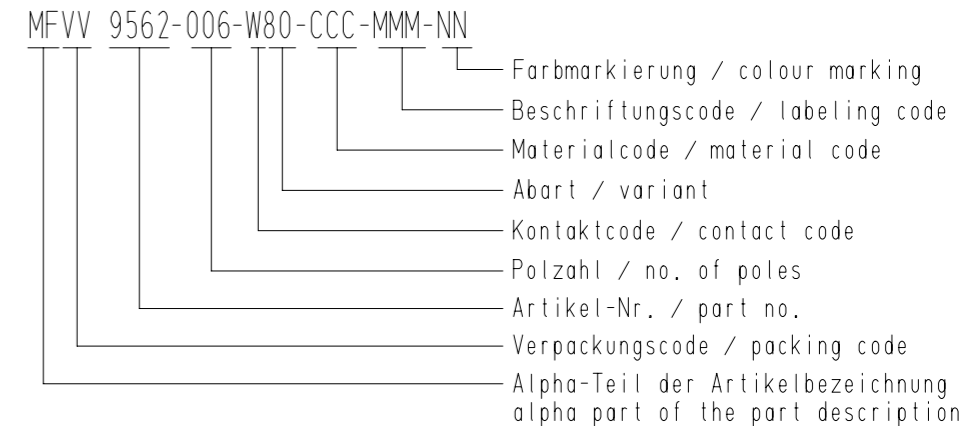 MFVV 9562-006-W80-CCC-MMM-NN
Farbmarkierung / colour marking
Beschriftungscode / labeling code
Materialcode / material code
Abart / variant
Kontaktcode / contact code
Polzahl / no. of poles
Artikel-Nr. / part no.
Verpackungscode / packing code
Alpha-Teil der Artikelbezeichnung
alpha part of the part description